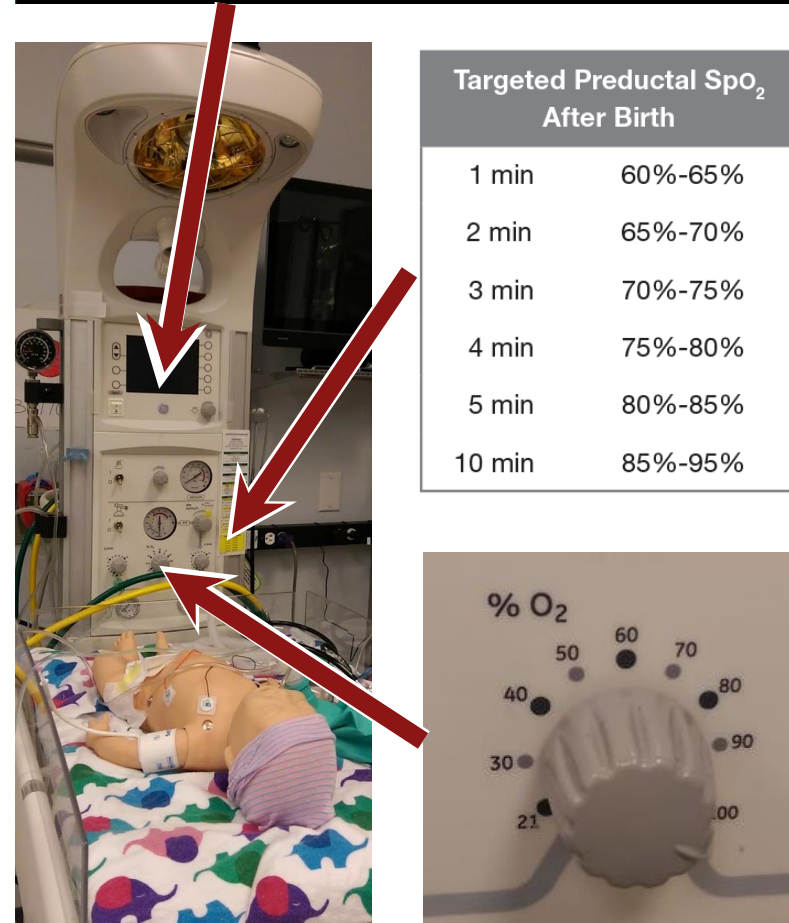 Targeted Preductal SpO₂
After Birth
1 min 60%-65%
2 min 65%-70%
3 min 70%-75%
4 min 75%-80%
5 min 80%-85%
10 min 85%-95%
% O₂
60
50 70
40 80
30 90
21 00